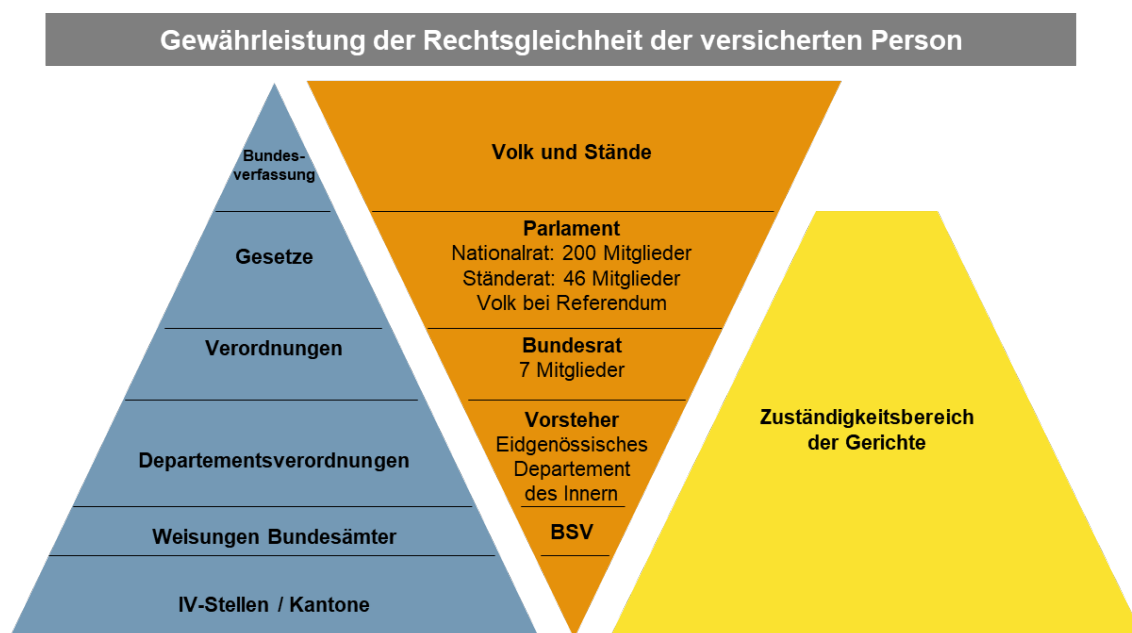 Gewährleistung der Rechtsgleichheit der versicherten Person
Bundes-
verfassung
Gesetze
Verordnungen
Departementsverordnungen
Weisungen Bundesämter
IV-Stellen / Kantone
Volk und Stände
Parlament
Nationalrat: 200 Mitglieder
Ständerat: 46 Mitglieder
Volk bei Referendum
Bundesrat
7 Mitglieder
Vorsteher
Eidgenössisches
Departement
des Innern
BSV
Zuständigkeitsbereich
der Gerichte